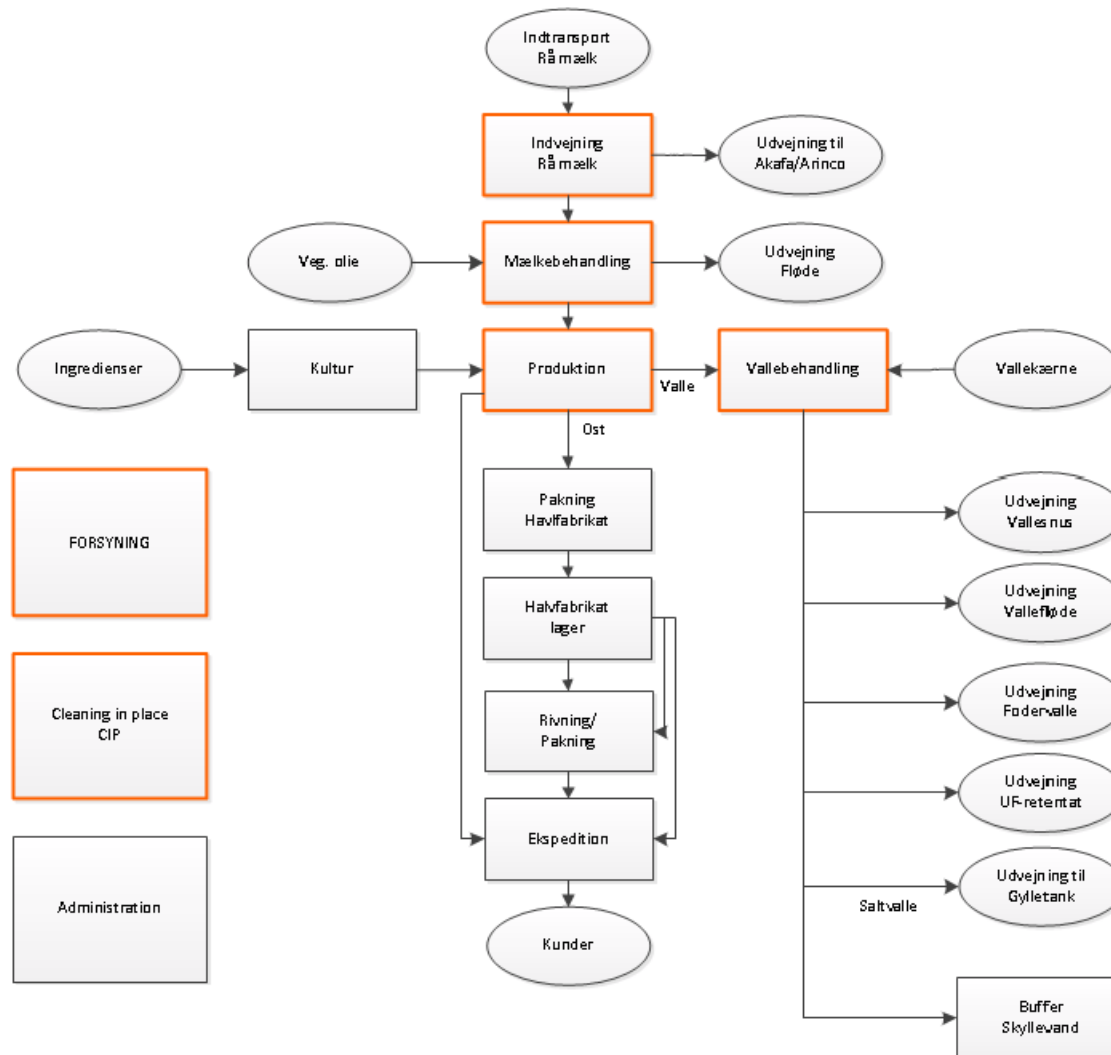 Indtransport
Råmælk
Indvejning
Råmælk
Udvejning til
Akafa/Arinco
Veg. olie
Mælkebehandling
Udvejning
Fløde
Ingredienser
Kultur
Produktion
Valle
Vallebehandling
Vallekærne
Ost
FORSYNING
Pakning
Havlfabrikat
Udvejning
Vallesnus
Halvfabrikat
lager
Udvejning
Vallefløde
Cleaning in place
CIP
Rivning/
Pakning
Udvejning
Fodervalle
Udvejning
UF-retentat
Ekspedition
Administration
Saltvalle
Udvejning til
Gylletank
Kunder
Buffer
Skyllevand